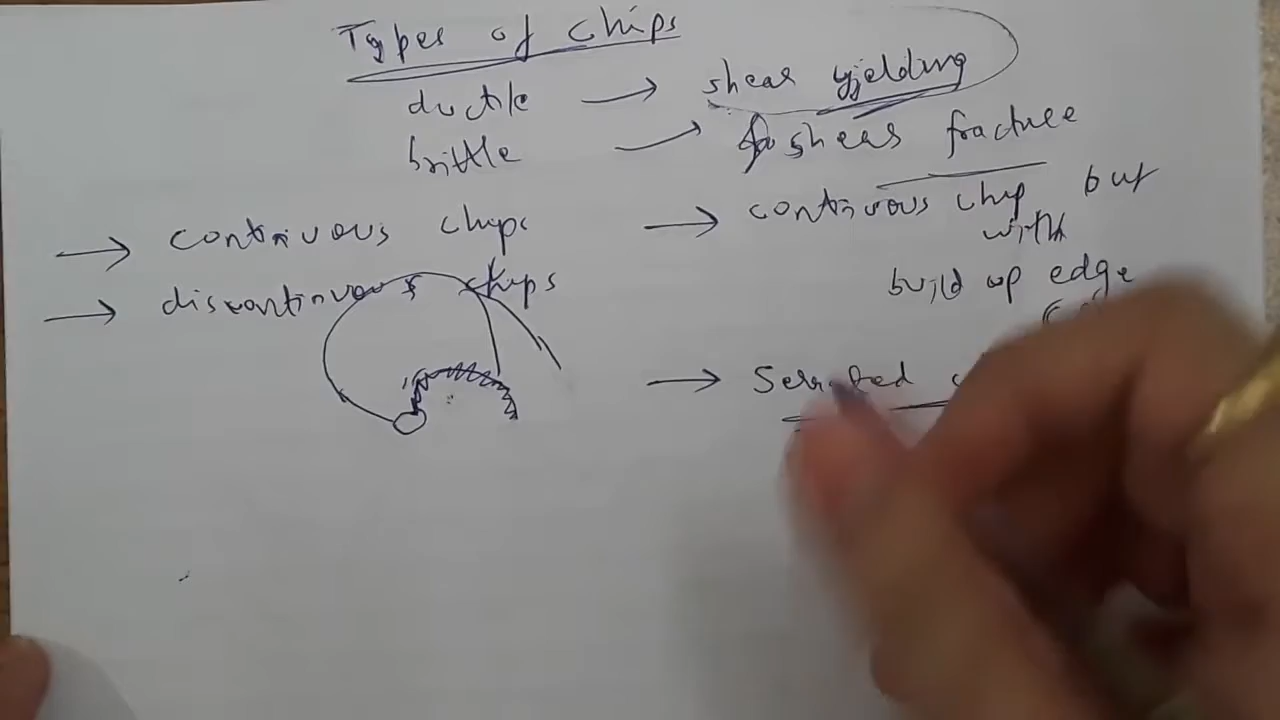 Types of chips
ductile → shear yielding
brittle → shear fracture
→ continuous chips
→ discontinuous chips
→ continuous chip but
with
build up edge
→ Serrated